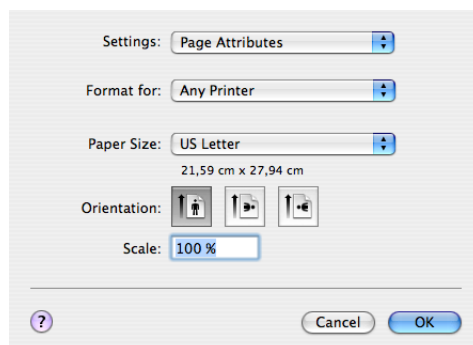 Settings: Page Attributes
Format for: Any Printer
Paper Size: US Letter
21,59 cm x 27,94 cm
Orientation:
Scale: 100 %
? Cancel OK